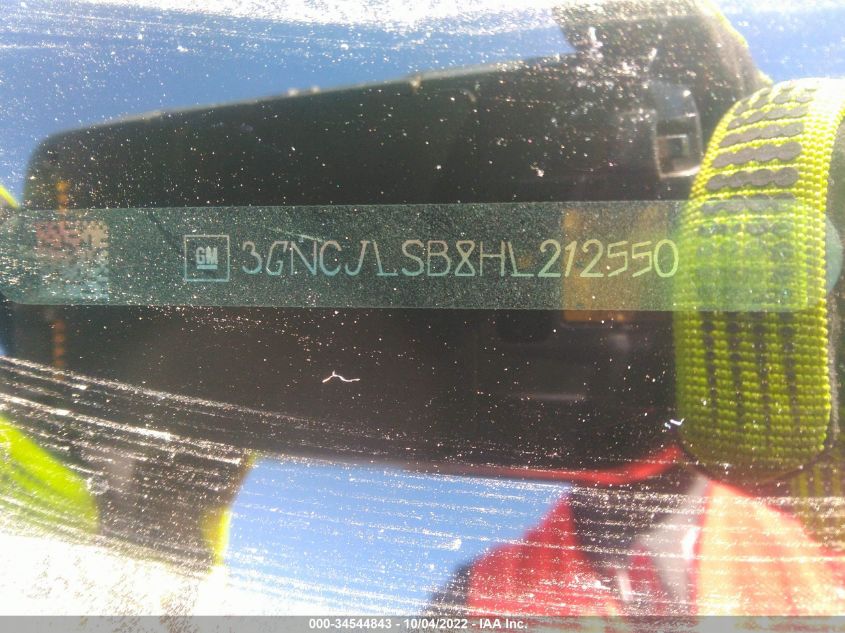 GM 3GNCJLSB8HL212550
000-34544843 - 10/04/2022 - IAA Inc.